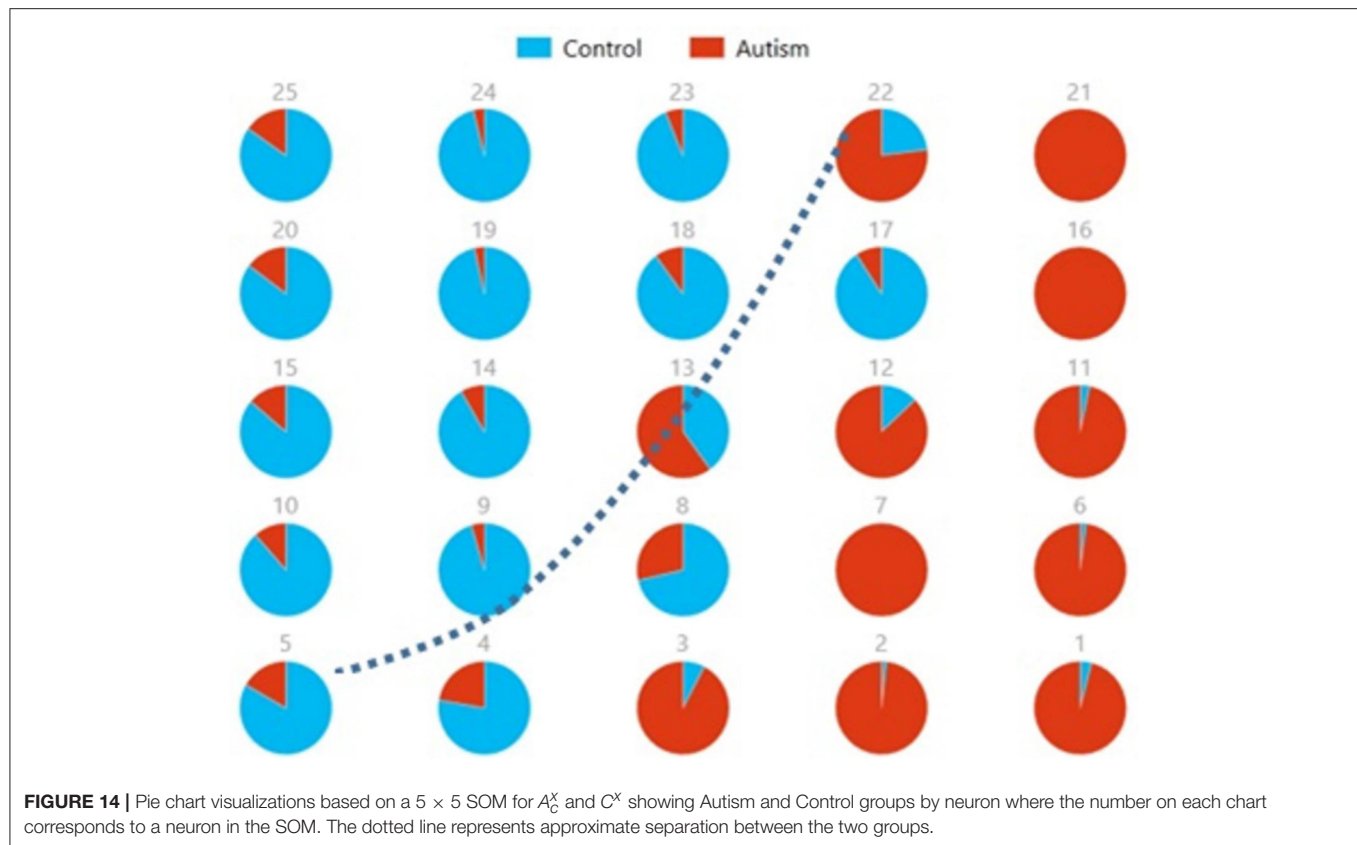 Control Autism
25 24 23 22 21
20 19 18 17 16
15 14 13 12 11
10 9 8 7 6
5 4 3 2 1
FIGURE 14 | Pie chart visualizations based on a 5 × 5 SOM for A_C^x and C^x showing Autism and Control groups by neuron where the number on each chart
corresponds to a neuron in the SOM. The dotted line represents approximate separation between the two groups.